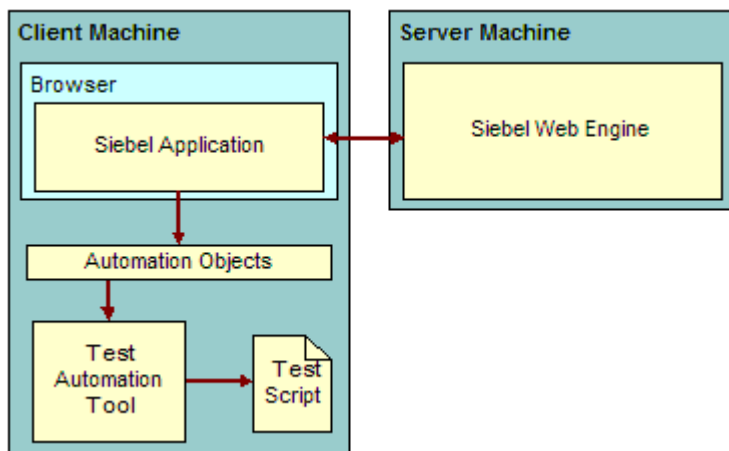 Client Machine
Browser
Siebel Application
Automation Objects
Test
Automation
Tool
Test
Script
Server Machine
Siebel Web Engine